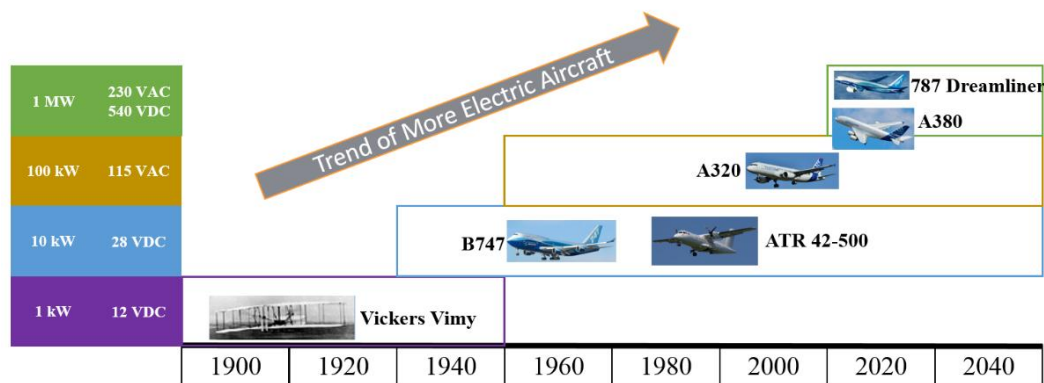 Trend of More Electric Aircraft
1 MW
230 VAC
540 VDC
787 Dreamliner
A380
100 kW
115 VAC
A320
10 kW
28 VDC
B747
ATR 42-500
1 kW
12 VDC
Vickers Vimy
1900
1920
1940
1960
1980
2000
2020
2040